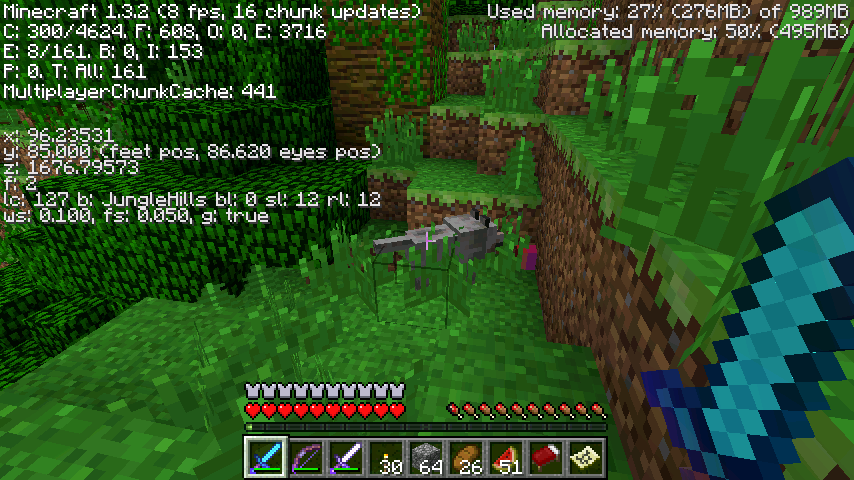 Minecraft 1.3.2 (8 fps, 16 chunk updates)
C: 300/4624, F: 608, O: 0, E: 3716
E: 8/161, B: 0, I: 153
P: 0, T: All: 161
MultiplayerChunkCache: 441
x: 96.23531
y: 85.000 (feet pos, 86.620 eyes pos)
z: 1676.79573
f: 2
lc: 127 b: JungleHills bl: 0 sl: 12 rl: 12
ws: 0.100, fs: 0.050, g: true
Used memory: 27% (276MB) of 989MB
Allocated memory: 50% (495MB)
30 64 26 51